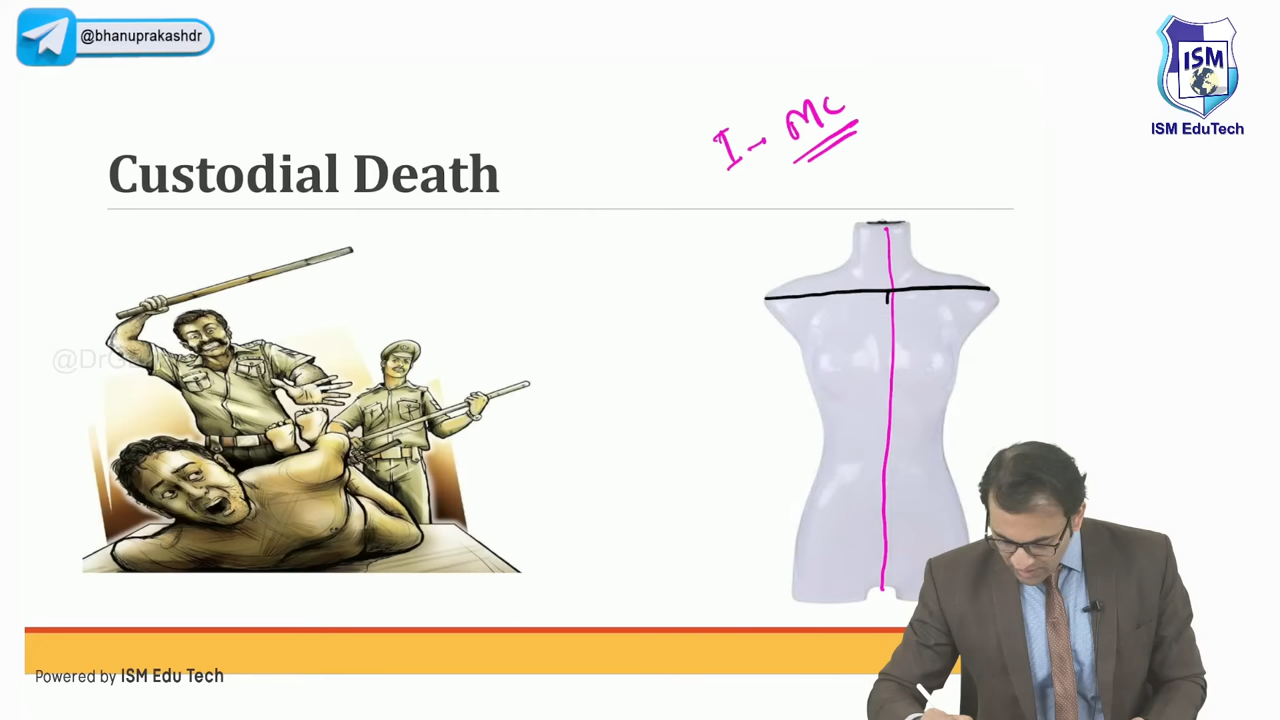 @bhanuprakashdr
ISM
ISM EduTech
I - MC
Custodial Death
Powered by ISM Edu Tech